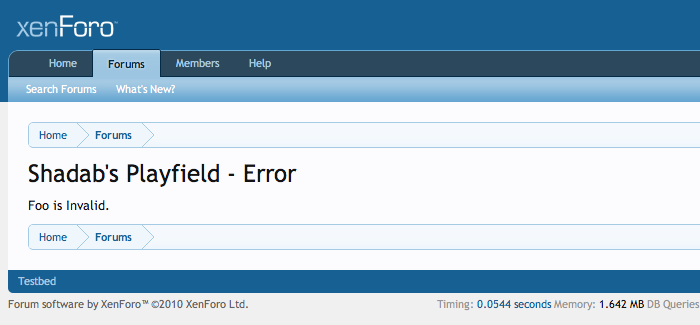 xenForo™
Home Forums Members Help
Search Forums What's New?
Home Forums
Shadab's Playfield - Error
Foo is Invalid.
Home Forums
Testbed
Forum software by XenForo™ ©2010 XenForo Ltd. Timing: 0.0544 seconds Memory: 1.642 MB DB Queries